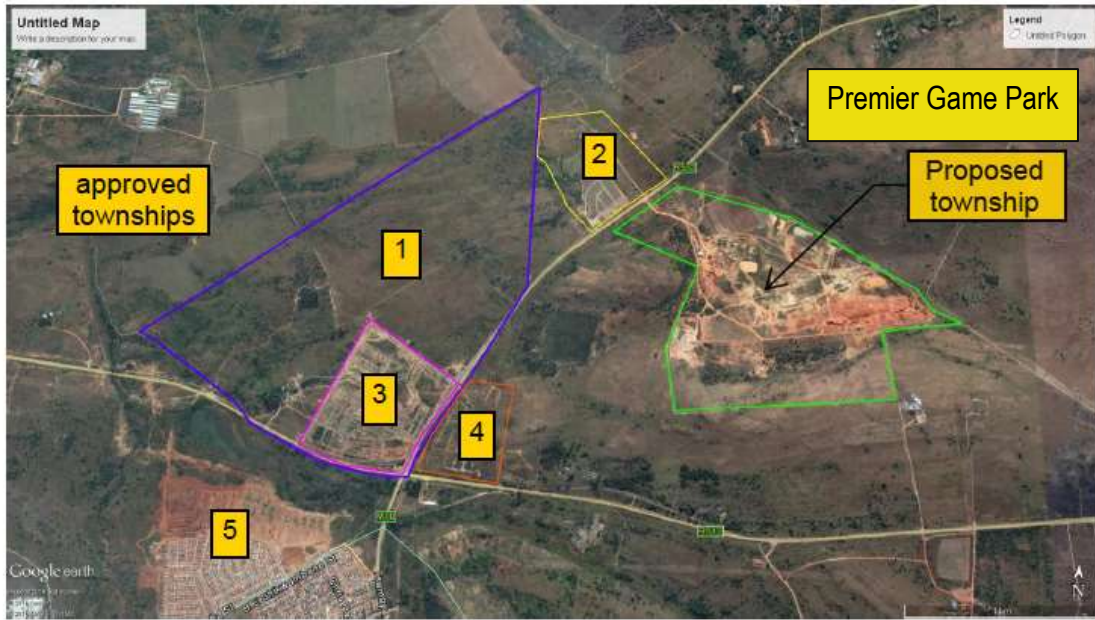 Untitled Map
Write a description for your map.
Legend
Untitled Polygon
Premier Game Park
approved
townships
Proposed
township
1
2
3
4
5
Google earth
N